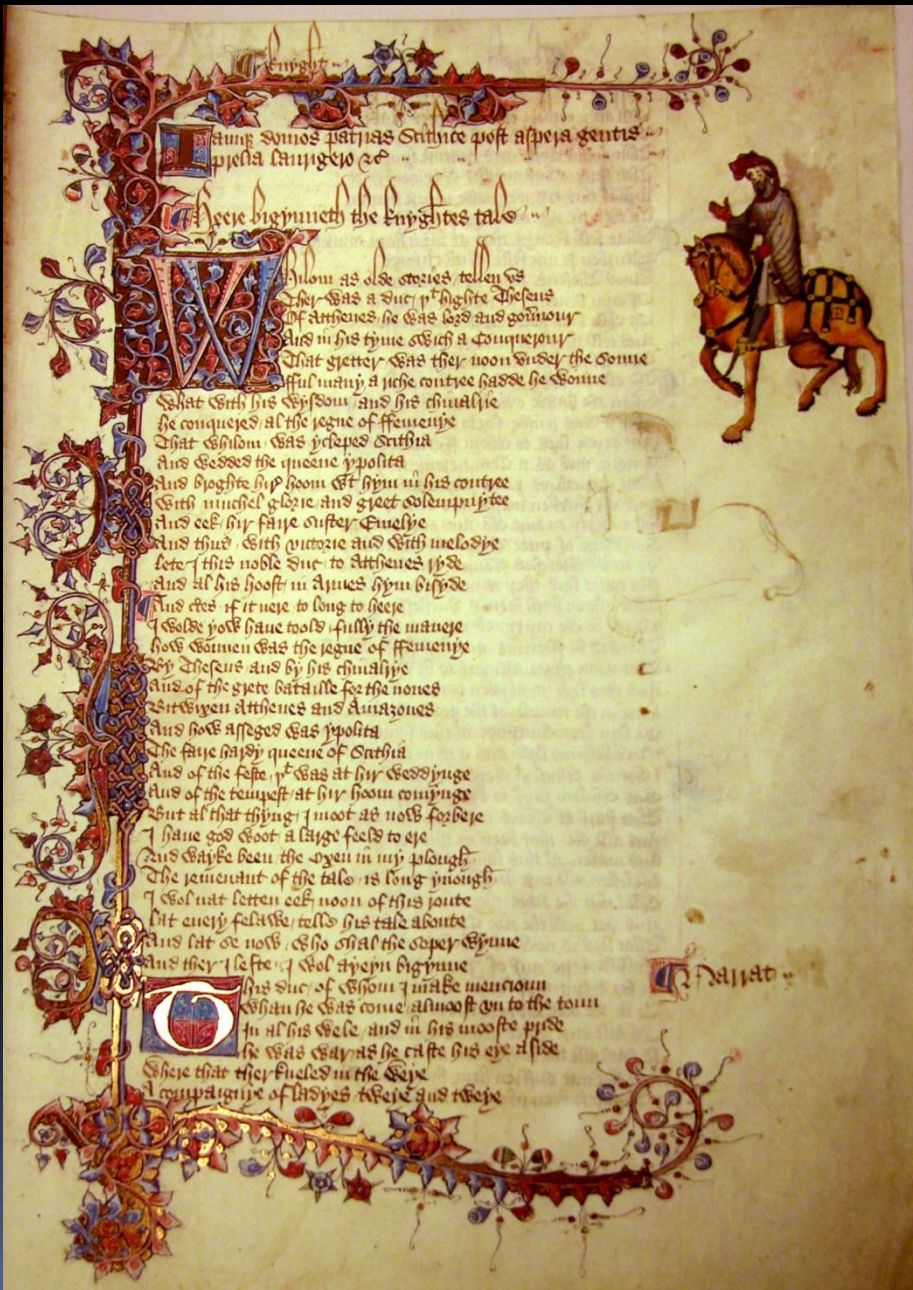 Knyght
Iamque domos patrias Scithice post aspera gentis
prelia laurigero &c
Heere bigynneth the knyghtes tale
Whilom as olde stories tellen vs
Ther was a duc þt highte Theseus
Of Atthenes he was lord and gouernour
And in his tyme swich a Conquerour
That gretter was ther noon vnder the sonne
fful many a riche contree hadde he wonne
What with his wysdom and his chiualrie
he conquered al the regne of ffemenye
That whilom was ycleped Scithia
And wedded the queene ypolita
And broghte hir hoom wt hym in his contree
With muchel glorie and greet solempnytee
And eek hir faire suster Emelye
And thus with victorie and with melodye
lete I this noble duc to Atthenes ryde
And al his hoost in Armes hym bisyde
And certes if it nere to long to heere
I wolde yow haue toold fully the manere
how wonnen was the regne of ffemenye
By Theseus and by his chiualrye
And of the grete bataille for the nones
Bitwixen Atthenes and Amazones
And how asseged was ypolita
The faire hardy queene of Scithia
And of the feste þt was at hir weddynge
And of the tempest at hir hoom comynge
But al that thyng I moot as now forbere
I haue god woot a large feeld to ere
And wayke been the Oxen in my plough
The remenant of the tale is long ynough
I wol nat letten eek noon of this route
lat euery felawe telle his tale aboute
And lat se now who shal the soper wynne
And ther I lefte I wol ayeyn bigynne
Narrat
This duc of whom I make mencioun
Whan he was come almoost vn to the toun
In al his wele and in his mooste pride
he was war as he caste his eye aside
Where that ther kneled in the weye
A compaignye of ladyes tweye and tweye